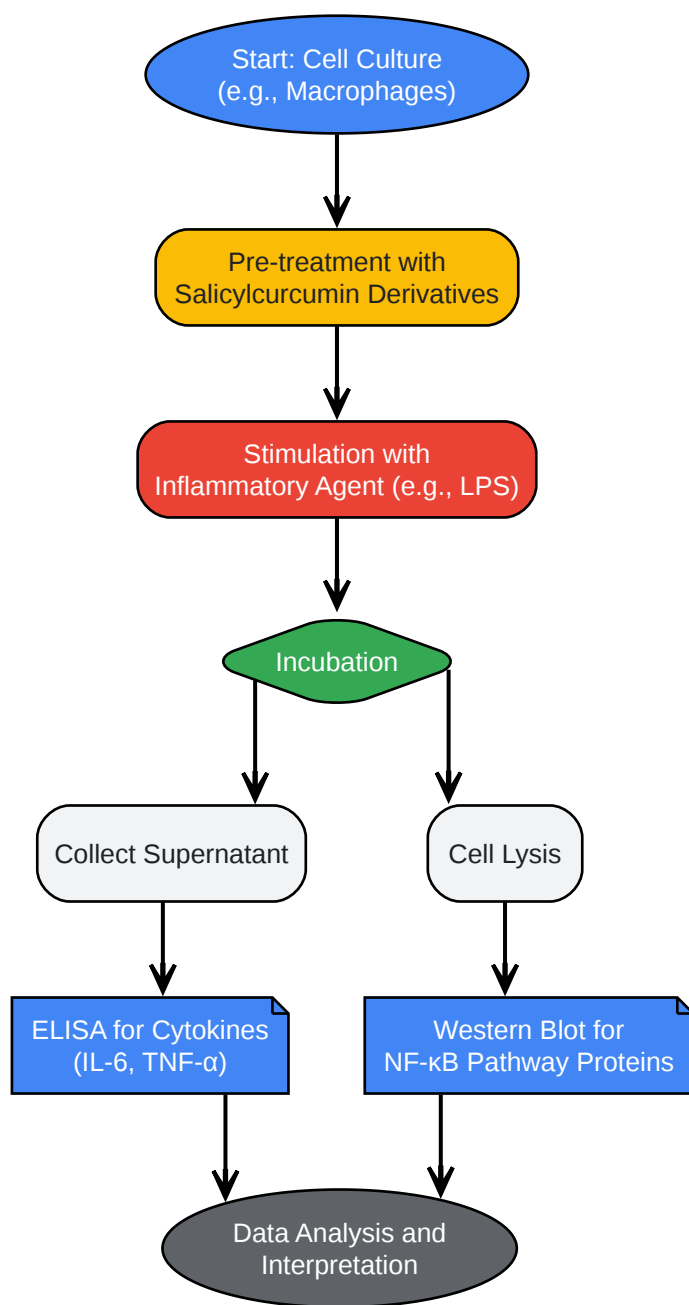 Start: Cell Culture
(e.g., Macrophages)
Pre-treatment with
Salicylcurcumin Derivatives
Stimulation with
Inflammatory Agent (e.g., LPS)
Incubation
Collect Supernatant
Cell Lysis
ELISA for Cytokines
(IL-6, TNF-α)
Western Blot for
NF-κB Pathway Proteins
Data Analysis and
Interpretation